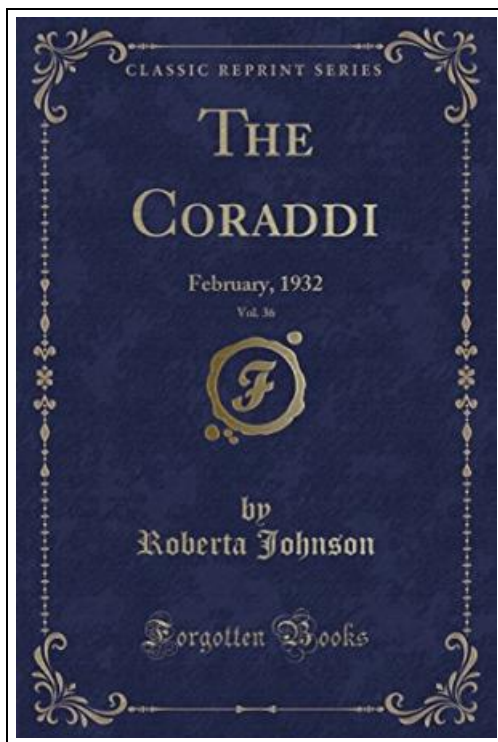 CLASSIC REPRINT SERIES
THE
CORADDI
February, 1932
Vol. 36
F
by
Roberta Johnson
Forgotten Books